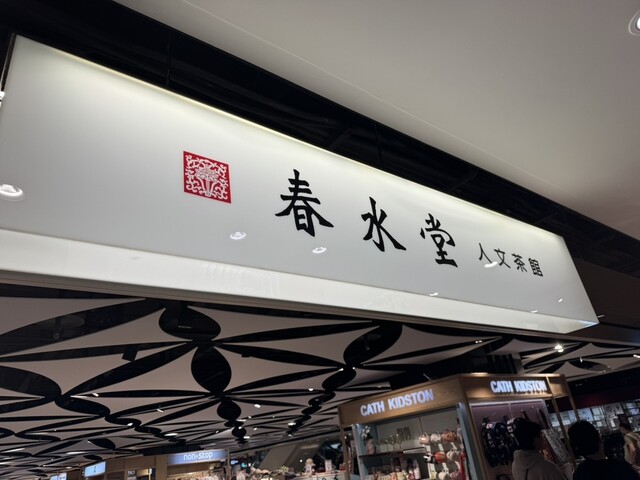 春水堂 人文茶館
CATH KIDSTON
CATH KIDSTON
non-stop